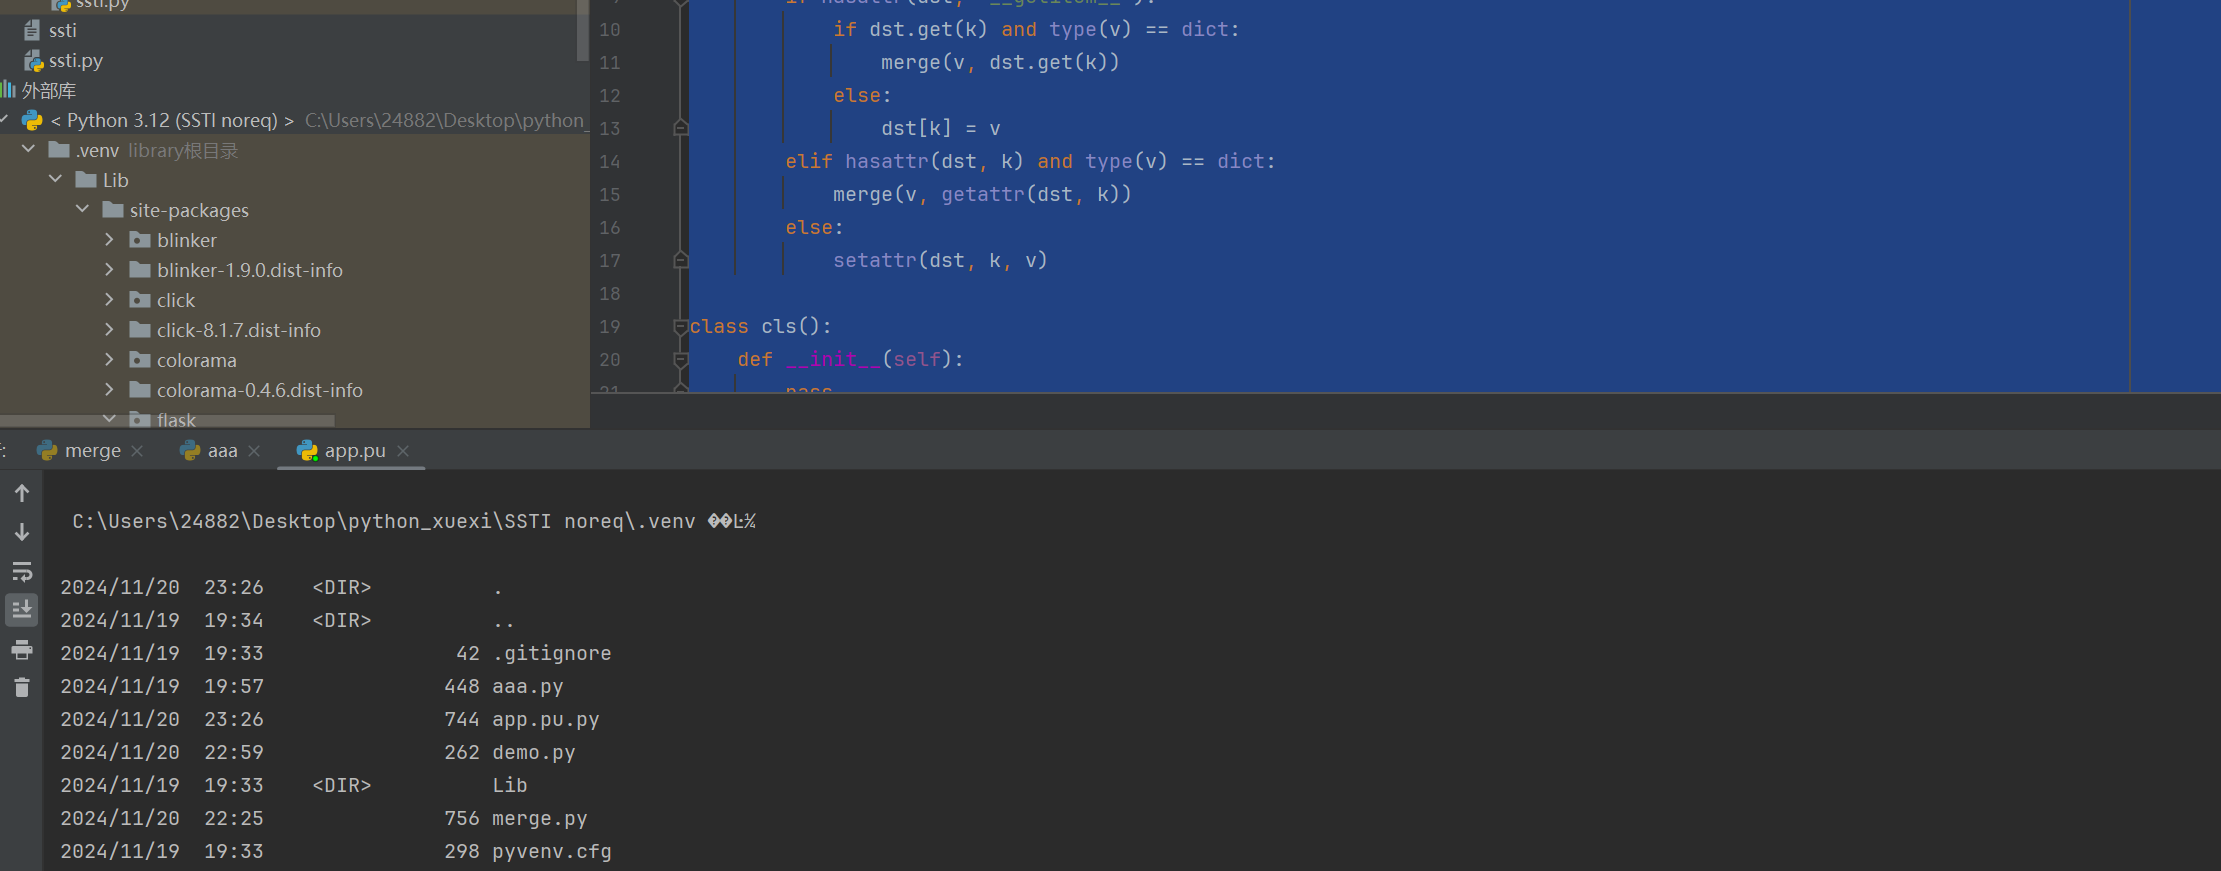 ssti.py
ssti
ssti.py
外部库
< Python 3.12 (SSTI noreq) > C:\Users\24882\Desktop\python_
.venv library根目录
Lib
site-packages
blinker
blinker-1.9.0.dist-info
click
click-8.1.7.dist-info
colorama
colorama-0.4.6.dist-info
flask
if hasattr(dst, '__getitem__'):
10 if dst.get(k) and type(v) == dict:
11 merge(v, dst.get(k))
12 else:
13 dst[k] = v
14 elif hasattr(dst, k) and type(v) == dict:
15 merge(v, getattr(dst, k))
16 else:
17 setattr(dst, k, v)
18
19 class cls():
20 def __init__(self):
21 pass
merge aaa app.pu
C:\Users\24882\Desktop\python_xuexi\SSTI noreq\.venv ��Ŀ¼
2024/11/20 23:26 <DIR> .
2024/11/19 19:34 <DIR> ..
2024/11/19 19:33 42 .gitignore
2024/11/19 19:57 448 aaa.py
2024/11/20 23:26 744 app.pu.py
2024/11/20 22:59 262 demo.py
2024/11/19 19:33 <DIR> Lib
2024/11/20 22:25 756 merge.py
2024/11/19 19:33 298 pyvenv.cfg